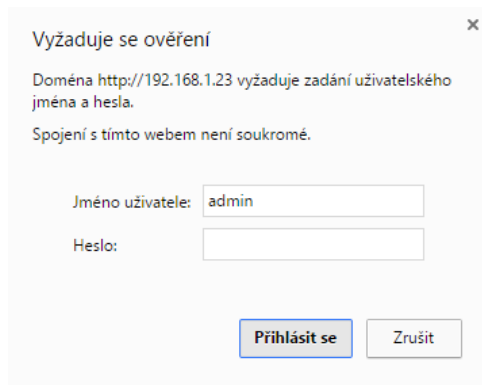 Vyžaduje se ověření
Doména http://192.168.1.23 vyžaduje zadání uživatelského
jména a hesla.
Spojení s tímto webem není soukromé.
Jméno uživatele: admin
Heslo:
Přihlásit se Zrušit